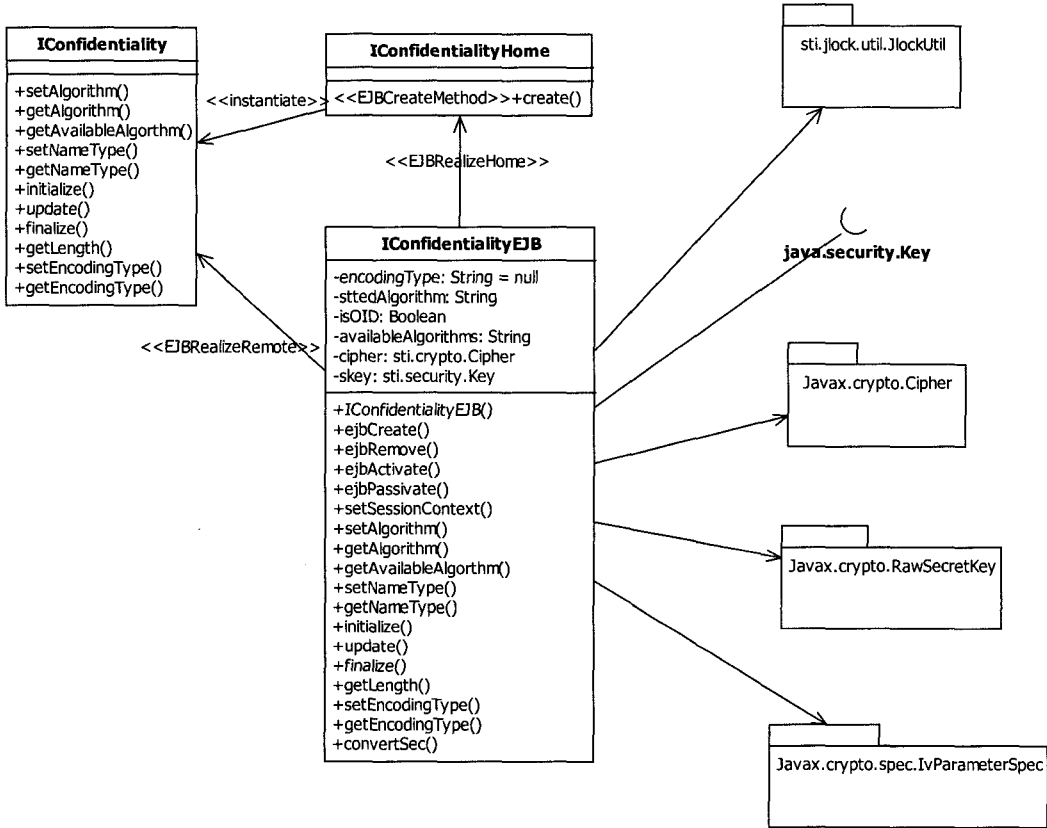 IConfidentiality
+setAlgorithm()
+getAlgorithm()
+getAvailableAlgorthm()
+setNameType()
+getNameType()
+initialize()
+update()
+finalize()
+getLength()
+setEncodingType()
+getEncodingType()
<<instantiate>>
IConfidentialityHome
<<EJBCreateMethod>>+create()
<<EJBRealizeHome>>
<<EJBRealizeRemote>>
IConfidentialityEJB
-encodingType: String = null
-sttedAlgorithm: String
-isOID: Boolean
-availableAlgorithms: String
-cipher: sti.crypto.Cipher
-skey: sti.security.Key
+IConfidentialityEJB()
+ejbCreate()
+ejbRemove()
+ejbActivate()
+ejbPassivate()
+setSessionContext()
+setAlgorithm()
+getAlgorithm()
+getAvailableAlgorthm()
+setNameType()
+getNameType()
+initialize()
+update()
+finalize()
+getLength()
+setEncodingType()
+getEncodingType()
+convertSec()
sti.jlock.util.JlockUtil
java.security.Key
Javax.crypto.Cipher
Javax.crypto.RawSecretKey
Javax.crypto.spec.IvParameterSpec